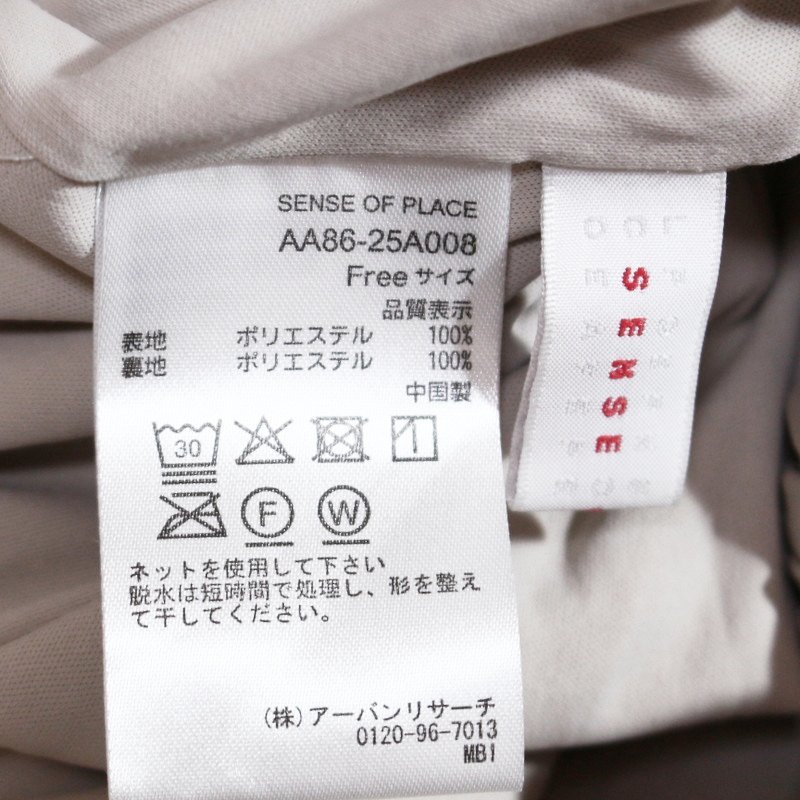 SENSE OF PLACE
AA86-25A008
Free サイズ
品質表示
表地 ポリエステル 100%
裏地 ポリエステル 100%
中国製
30
F W
ネットを使用して下さい
脱水は短時間で処理し、形を整え
て干してください。
(株)アーバンリサーチ
0120-96-7013
MBI
SENSE